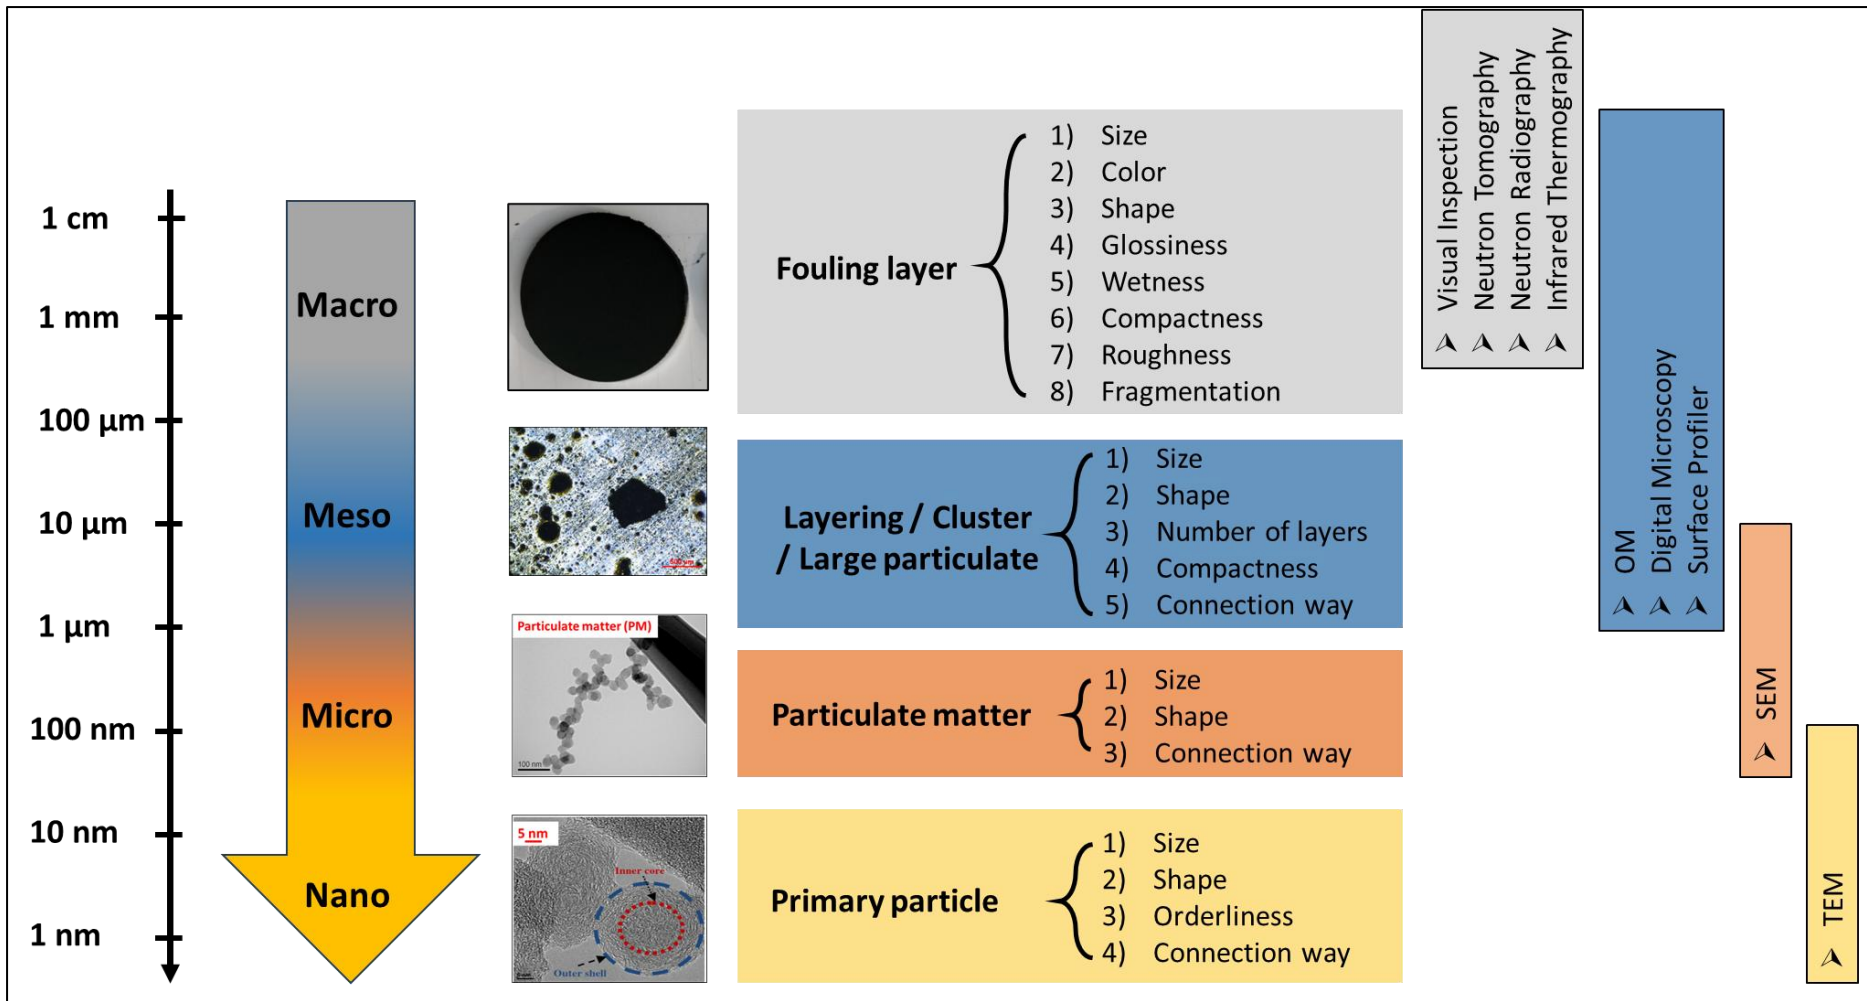 1 cm
1 mm
100 µm
10 µm
1 µm
100 nm
10 nm
1 nm
Macro
Meso
Micro
Nano
500 µm
Particulate matter (PM)
100 nm
5 nm
Inner core
Outer shell
Fouling layer
1) Size
2) Color
3) Shape
4) Glossiness
5) Wetness
6) Compactness
7) Roughness
8) Fragmentation
Layering / Cluster
/ Large particulate
1) Size
2) Shape
3) Number of layers
4) Compactness
5) Connection way
Particulate matter
1) Size
2) Shape
3) Connection way
Primary particle
1) Size
2) Shape
3) Orderliness
4) Connection way
➢ Visual Inspection
➢ Neutron Tomography
➢ Neutron Radiography
➢ Infrared Thermography
➢ OM
➢ Digital Microscopy
➢ Surface Profiler
➢ SEM
➢ TEM